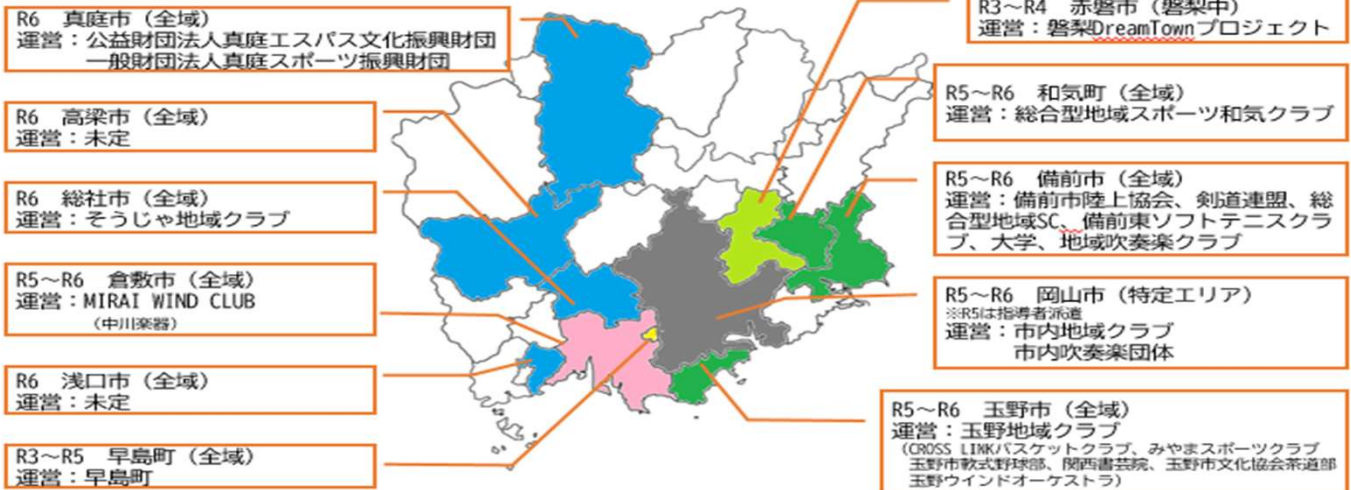 R6　真庭市（全域）
運営：公益財団法人真庭エスパス文化振興財団
一般財団法人真庭スポーツ振興財団
R6　高梁市（全域）
運営：未定
R6　総社市（全域）
運営：そうじゃ地域クラブ
R5～R6　倉敷市（全域）
運営：MIRAI WIND CLUB
（中川楽器）
R6　浅口市（全域）
運営：未定
R3～R5　早島町（全域）
運営：早島町
R3～R4　赤磐市（磐梨中）
運営：磐梨DreamTownプロジェクト
R5～R6　和気町（全域）
運営：総合型地域スポーツ和気クラブ
R5～R6　備前市（全域）
運営：備前市陸上協会、剣道連盟、総
合型地域SC、備前東ソフトテニスクラ
ブ、大学、地域吹奏楽クラブ
R5～R6　岡山市（特定エリア）
※R5は指導者派遣
運営：市内地域クラブ
市内吹奏楽団体
R5～R6　玉野市（全域）
運営：玉野地域クラブ
（CROSS LINKバスケットクラブ、みやまスポーツクラブ
玉野市軟式野球部、関西書芸院、玉野市文化協会茶道部
玉野ウインドオーケストラ）